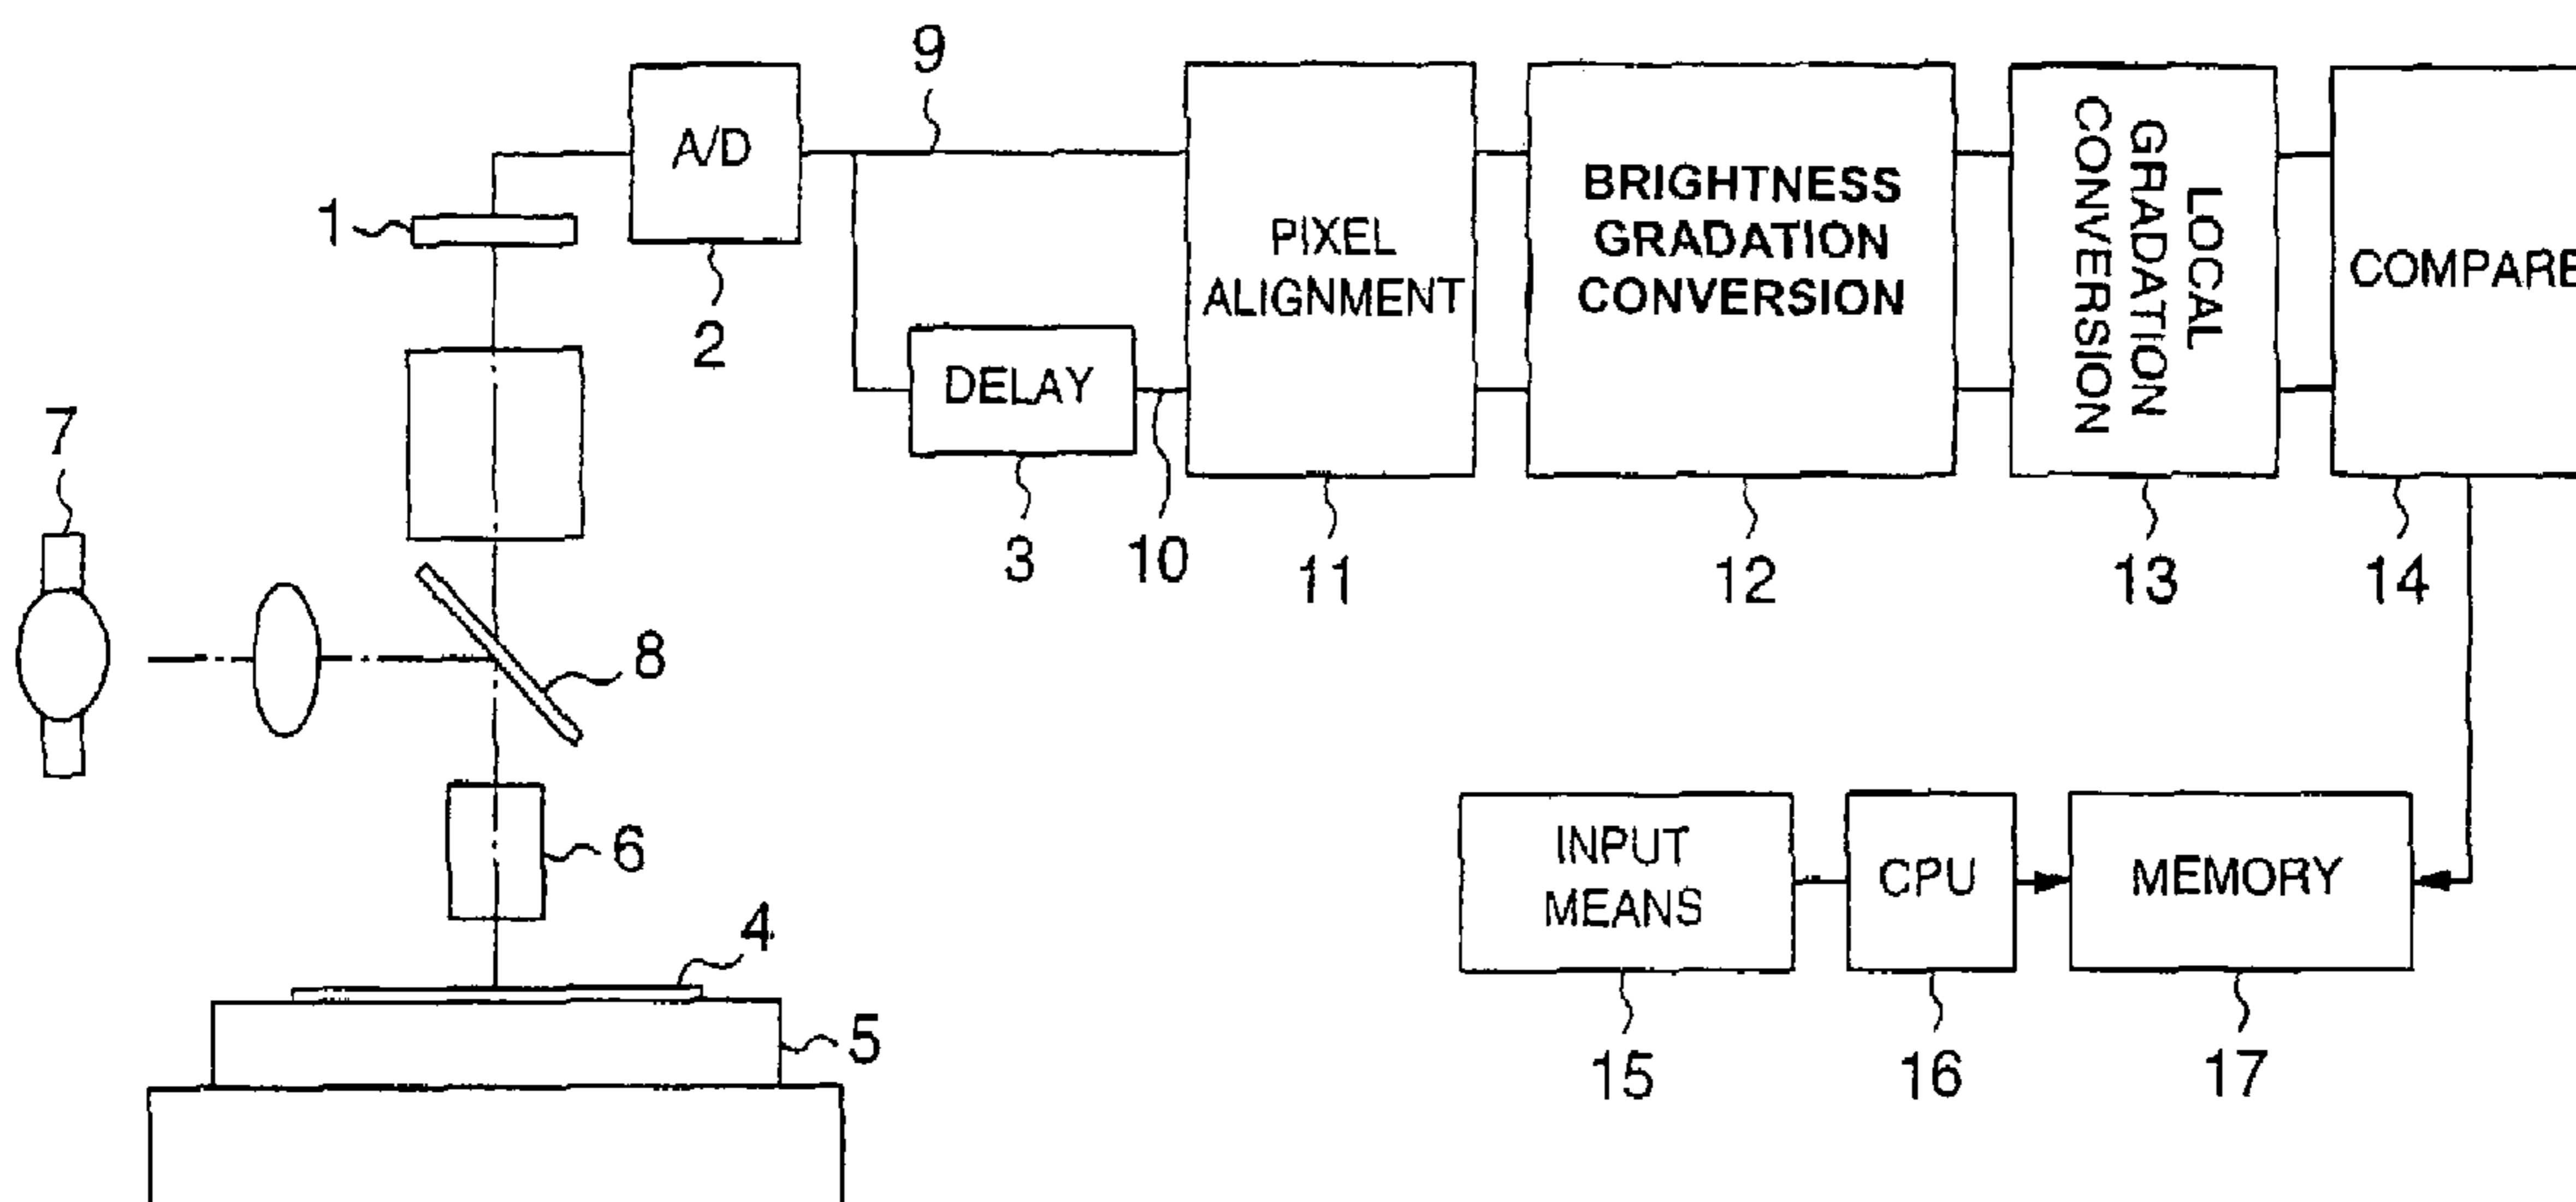 9
A/D
1
2
PIXEL
ALIGNMENT
BRIGHTNESS
GRADATION
CONVERSION
LOCAL
GRADATION
CONVERSION
COMPARE
DELAY
7
3
10
11
12
13
14
8
6
INPUT
MEANS
CPU
MEMORY
4
5
15
16
17